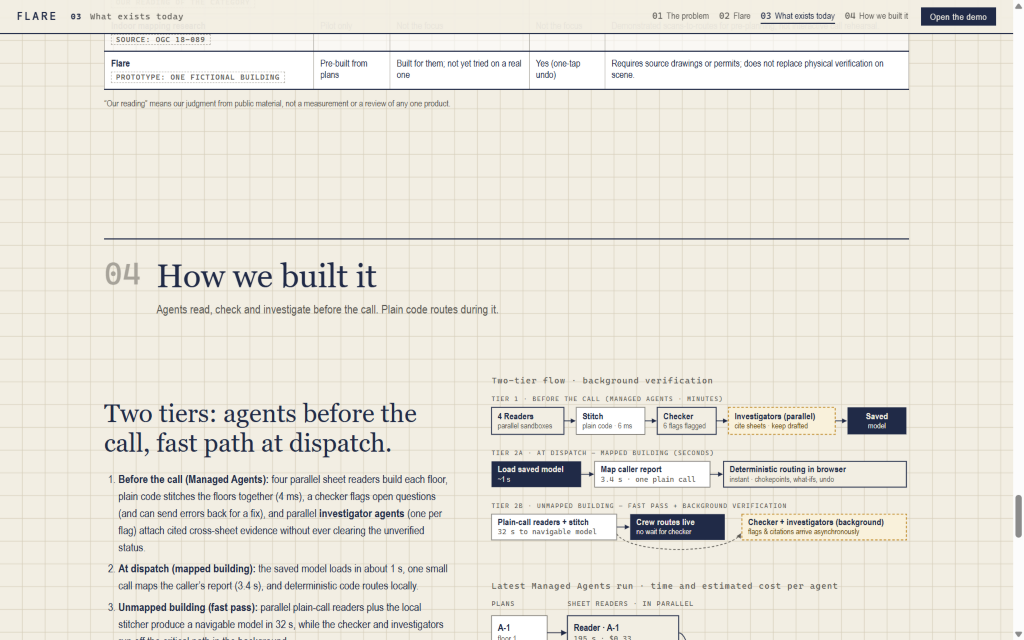 FLARE 03 What exists today
01 The problem 02 Flare 03 What exists today 04 How we built it Open the demo
SOURCE: OGC 18-089
Flare
PROTOTYPE: ONE FICTIONAL BUILDING
Pre-built from
plans
Built for them; not yet tried on a real
one
Yes (one-tap
undo)
Requires source drawings or permits; does not replace physical verification on
scene.
"Our reading" means our judgment from public material, not a measurement or a review of any one product.
04 How we built it
Agents read, check and investigate before the call. Plain code routes during it.
Two tiers: agents before the
call, fast path at dispatch.
1. Before the call (Managed Agents): four parallel sheet readers build each floor,
plain code stitches the floors together (4 ms), a checker flags open questions
(and can send errors back for a fix), and parallel investigator agents (one per
flag) attach cited cross-sheet evidence without ever clearing the unverified
status.
2. At dispatch (mapped building): the saved model loads in about 1 s, one small
call maps the caller's report (3.4 s), and deterministic code routes locally.
3. Unmapped building (fast pass): parallel plain-call readers plus the local
stitcher produce a navigable model in 32 s, while the checker and investigators
Two-tier flow · background verification
TIER 1 · BEFORE THE CALL (MANAGED AGENTS · MINUTES)
4 Readers
parallel sandboxes
Stitch
plain code · 6 ms
Checker
6 flags flagged
Investigators (parallel)
cite sheets · keep drafted
Saved
model
TIER 2A · AT DISPATCH — MAPPED BUILDING (SECONDS)
Load saved model
~1 s
Map caller report
3.4 s · one plain call
Deterministic routing in browser
instant · chokepoints, what-ifs, undo
TIER 2B · UNMAPPED BUILDING — FAST PASS + BACKGROUND VERIFICATION
Plain-call readers + stitch
32 s to navigable model
Crew routes live
no wait for checker
Checker + investigators (background)
flags & citations arrive asynchronously
Latest Managed Agents run · time and estimated cost per agent
PLANS SHEET READERS · IN PARALLEL
A-1
floor 1
Reader · A-1
195 s · $0.33